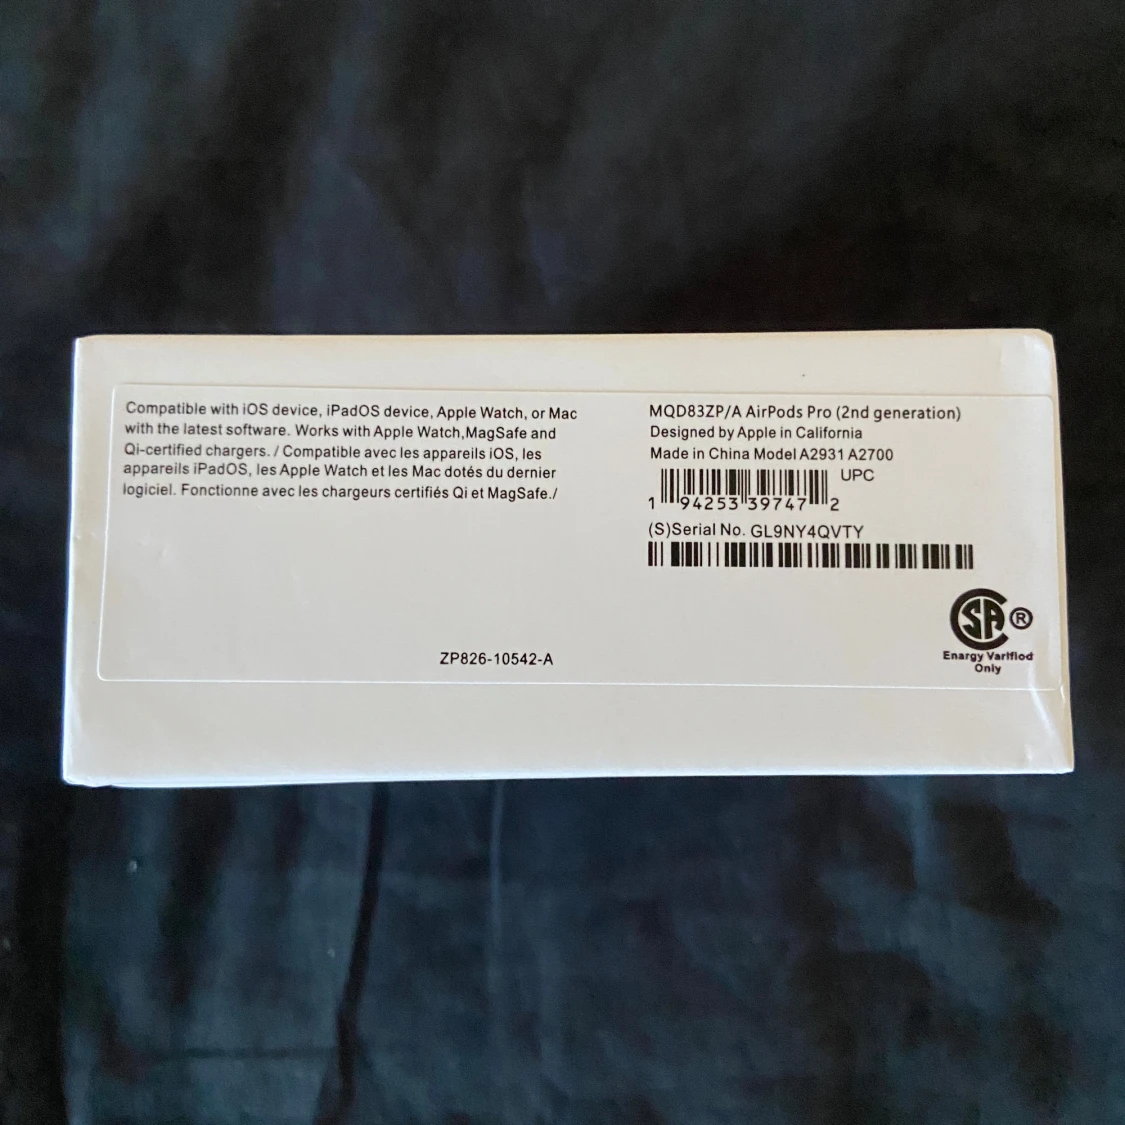 Compatible with iOS device, iPadOS device, Apple Watch, or Mac
with the latest software. Works with Apple Watch,MagSafe and
Qi-certified chargers. / Compatible avec les appareils iOS, les
appareils iPadOS, les Apple Watch et les Mac dotés du dernier
logiciel. Fonctionne avec les chargeurs certifiés Qi et MagSafe./
ZP826-10542-A
MQD83ZP/A AirPods Pro (2nd generation)
Designed by Apple in California
Made in China Model A2931 A2700
UPC
1 94253 39747 2
(S)Serial No. GL9NY4QVTY
SA ®
Enargy Varifiod
Only